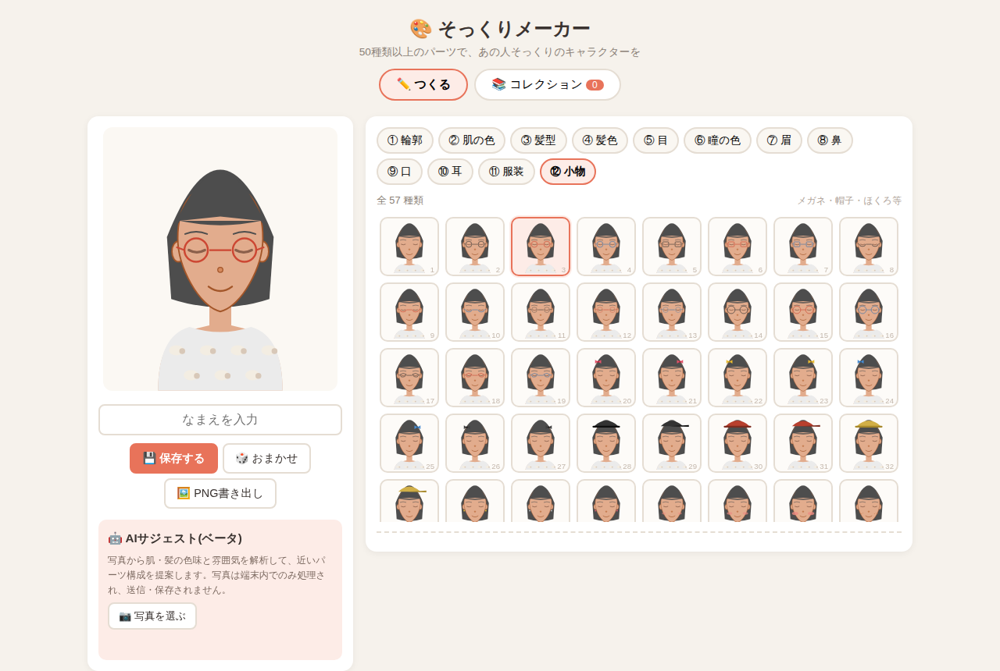 🎨 そっくりメーカー
50種類以上のパーツで、あの人そっくりのキャラクターを
✏️ つくる
📚 コレクション 0
① 輪郭 ② 肌の色 ③ 髪型 ④ 髪色 ⑤ 目 ⑥ 瞳の色 ⑦ 眉 ⑧ 鼻
⑨ 口 ⑩ 耳 ⑪ 服装 ⑫ 小物
全 57 種類
メガネ・帽子・ほくろ等
1 2 3 4 5 6 7 8
9 10 11 12 13 14 15 16
17 18 19 20 21 22 23 24
25 26 27 28 29 30 31 32
なまえを入力
💾 保存する
🎲 おまかせ
🖼️ PNG書き出し
🤖 AIサジェスト(ベータ)
写真から肌・髪の色味と雰囲気を解析して、近いパ
ーツ構成を提案します。写真は端末内でのみ処理さ
れ、送信・保存されません。
📷 写真を選ぶ